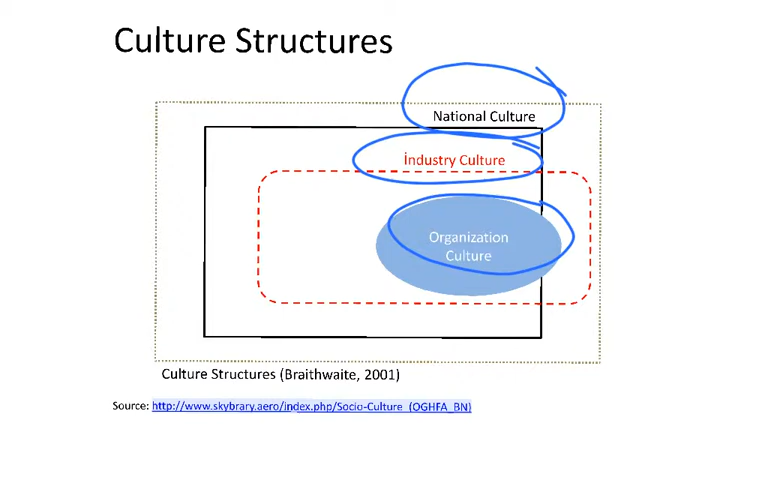 Culture Structures
National Culture
industry Culture
Organization
Culture
Culture Structures (Braithwaite, 2001)
Source: http://www.skybrary.aero/index.php/Socio-Culture_(OGHFA_BN)